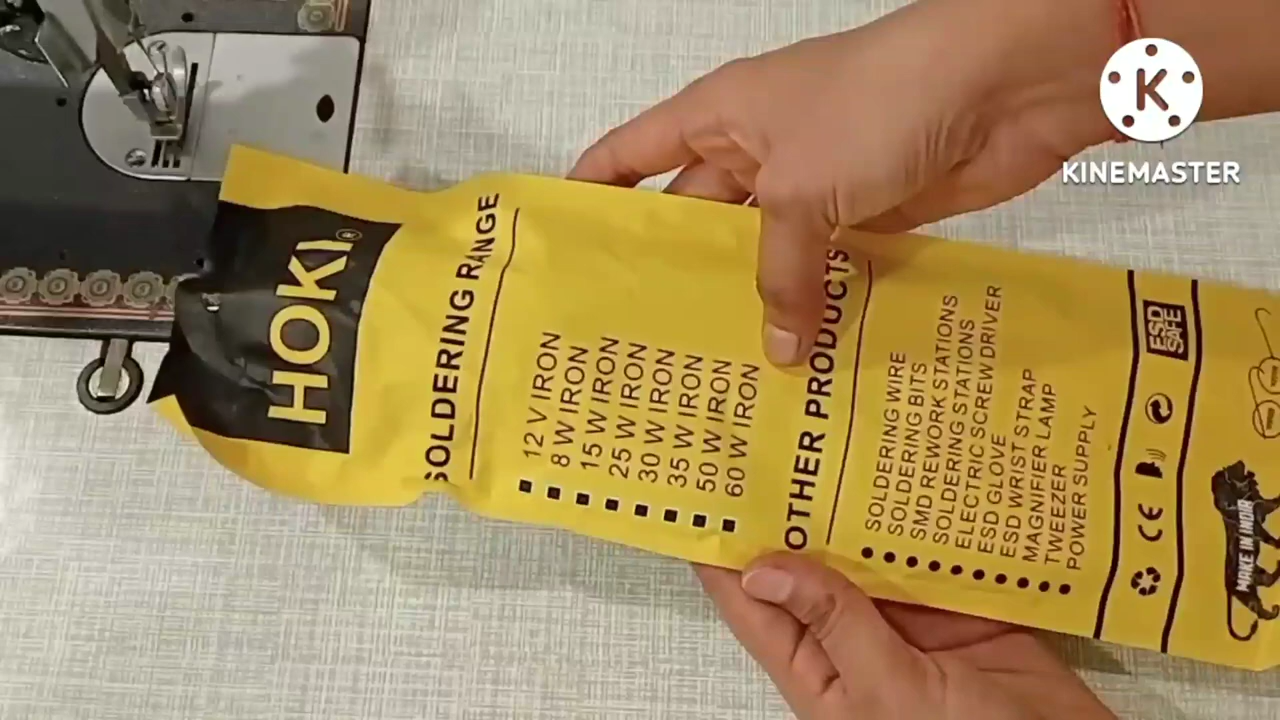 HOKI®
SOLDERING RANGE
12 V IRON
8 W IRON
15 W IRON
25 W IRON
30 W IRON
35 W IRON
50 W IRON
60 W IRON
OTHER PRODUCTS
SOLDERING WIRE
SOLDERING BITS
SMD REWORK STATIONS
SOLDERING STATIONS
ELECTRIC SCREW DRIVER
ESD GLOVE
ESD WRIST STRAP
MAGNIFIER LAMP
TWEEZER
POWER SUPPLY
ESD
SAFE
CE
MAKE IN INDIA
K
KINEMASTER